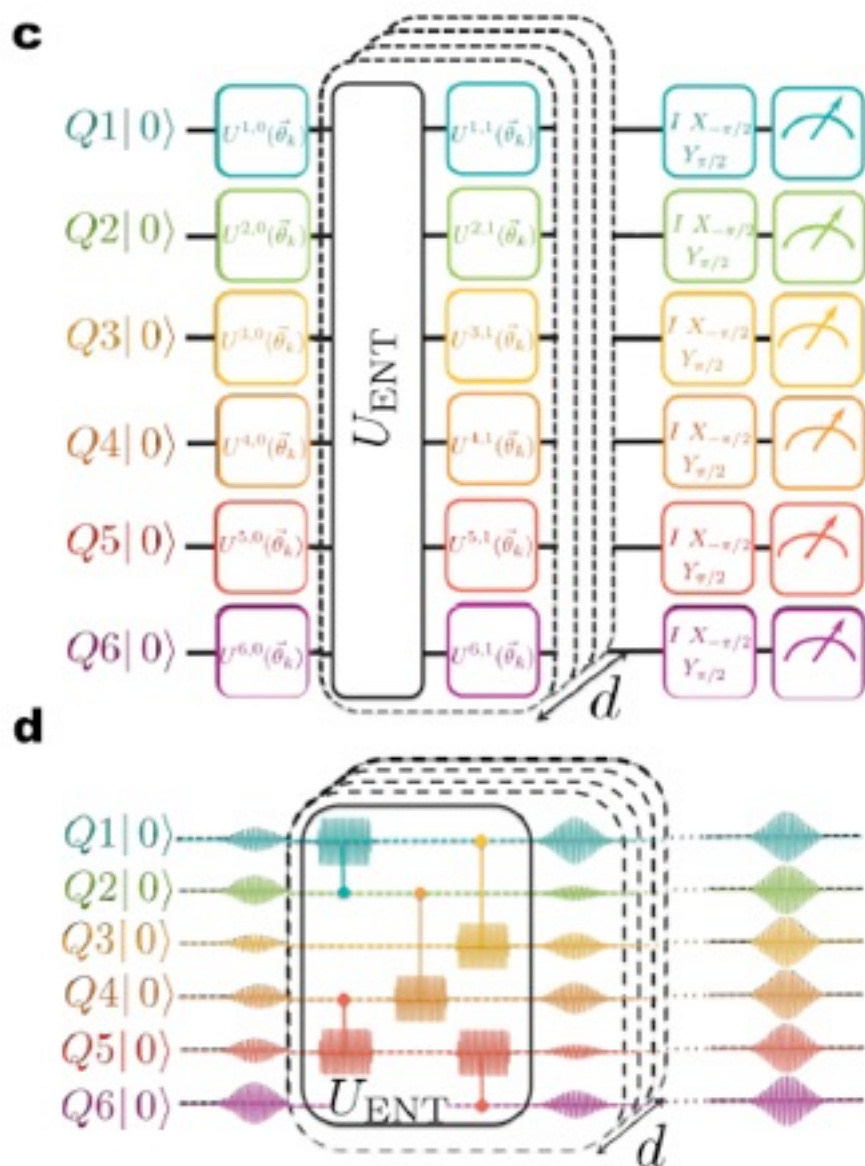 c
Q1|0⟩ U^{1,0}(θ⃗_k) U^{1,1}(θ⃗_k) I X_{-π/2} Y_{π/2}
Q2|0⟩ U^{2,0}(θ⃗_k) U^{2,1}(θ⃗_k) I X_{-π/2} Y_{π/2}
Q3|0⟩ U^{3,0}(θ⃗_k) U^{3,1}(θ⃗_k) I X_{-π/2} Y_{π/2}
U_ENT
Q4|0⟩ U^{4,0}(θ⃗_k) U^{4,1}(θ⃗_k) I X_{-π/2} Y_{π/2}
Q5|0⟩ U^{5,0}(θ⃗_k) U^{5,1}(θ⃗_k) I X_{-π/2} Y_{π/2}
Q6|0⟩ U^{6,0}(θ⃗_k) U^{6,1}(θ⃗_k) I X_{-π/2} Y_{π/2}
d
d
Q1|0⟩
Q2|0⟩
Q3|0⟩
Q4|0⟩
Q5|0⟩
Q6|0⟩
U_ENT
d